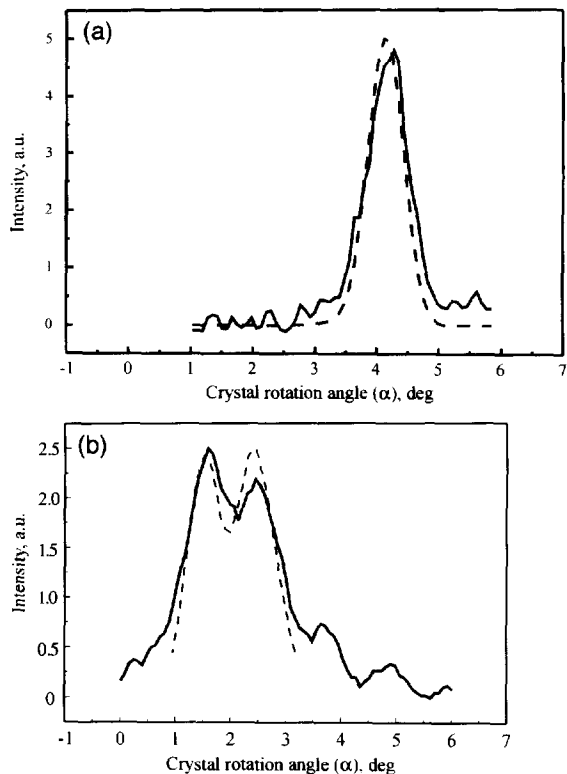 (a)
5
4
3
2
1
0
Intensity, a.u.
-1 0 1 2 3 4 5 6 7
Crystal rotation angle (α), deg
(b)
2.5
2.0
1.5
1.0
0.5
0
Intensity, a.u.
-1 0 1 2 3 4 5 6 7
Crystal rotation angle (α), deg